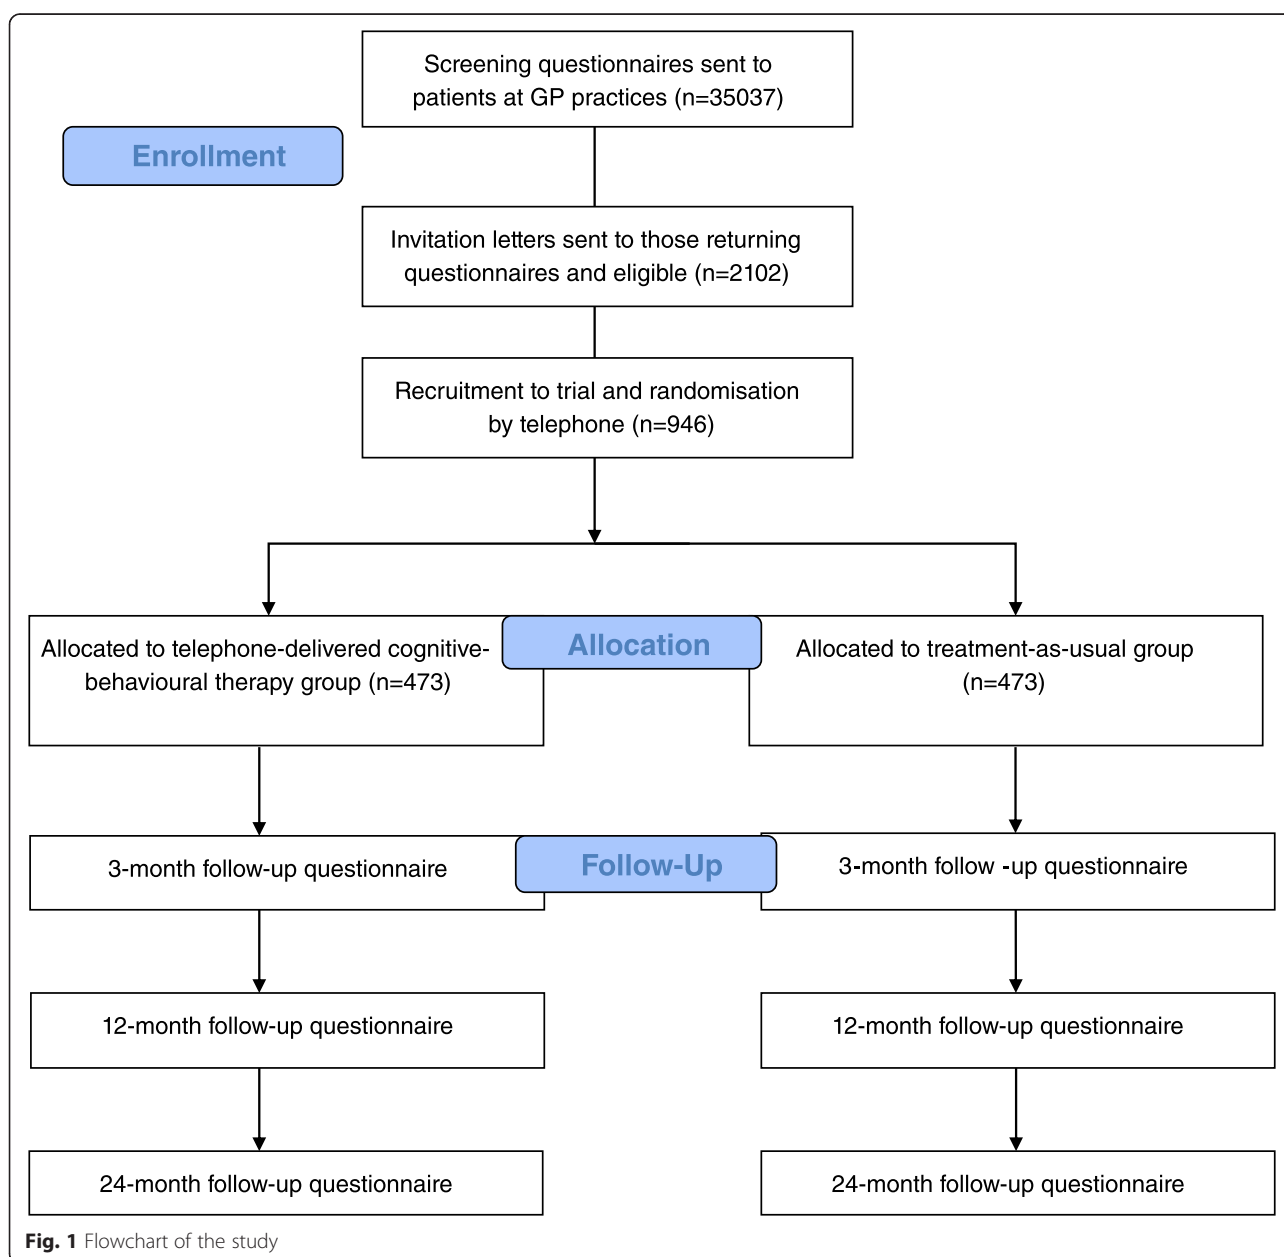 Screening questionnaires sent to
patients at GP practices (n=35037)
Enrollment
Invitation letters sent to those returning
questionnaires and eligible (n=2102)
Recruitment to trial and randomisation
by telephone (n=946)
Allocated to telephone-delivered cognitive-
behavioural therapy group (n=473)
Allocation
Allocated to treatment-as-usual group
(n=473)
3-month follow-up questionnaire
Follow-Up
3-month follow -up questionnaire
12-month follow-up questionnaire
12-month follow-up questionnaire
24-month follow-up questionnaire
24-month follow-up questionnaire
Fig. 1 Flowchart of the study